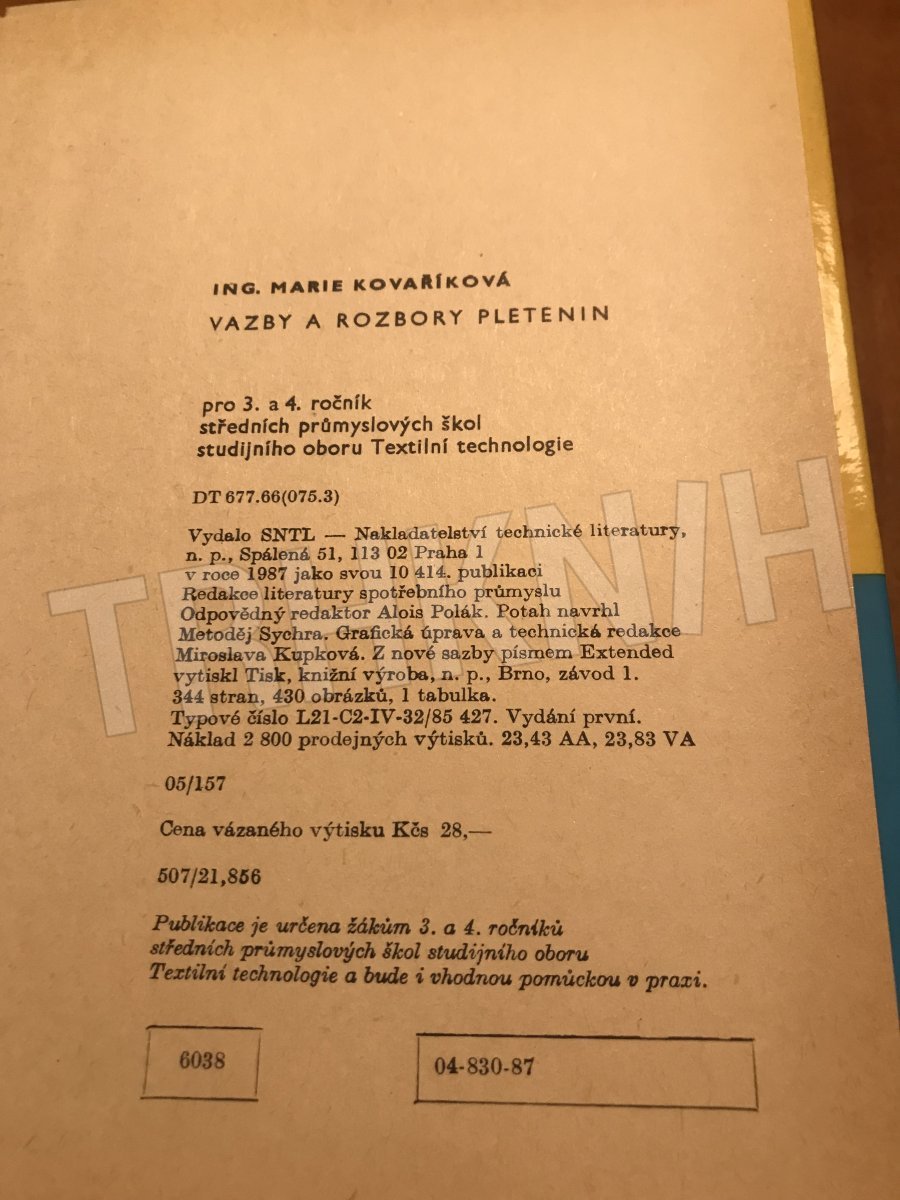 ING. MARIE KOVAŘÍKOVÁ
VAZBY A ROZBORY PLETENIN
pro 3. a 4. ročník
středních průmyslových škol
studijního oboru Textilní technologie
DT 677.66(075.3)
Vydalo SNTL — Nakladatelství technické literatury,
n. p., Spálená 51, 113 02 Praha 1
v roce 1987 jako svou 10 414. publikaci
Redakce literatury spotřebního průmyslu
Odpovědný redaktor Alois Polák. Potah navrhl
Metoděj Sychra. Grafická úprava a technická redakce
Miroslava Kupková. Z nové sazby písmem Extended
vytiskl Tisk, knižní výroba, n. p., Brno, závod 1.
344 stran, 430 obrázků, 1 tabulka.
Typové číslo L21-C2-IV-32/85 427. Vydání první.
Náklad 2 800 prodejných výtisků. 23,43 AA, 23,83 VA
05/157
Cena vázaného výtisku Kčs 28,—
507/21,856
Publikace je určena žákům 3. a 4. ročníků
středních průmyslových škol studijního oboru
Textilní technologie a bude i vhodnou pomůckou v praxi.
6038
04-830-87